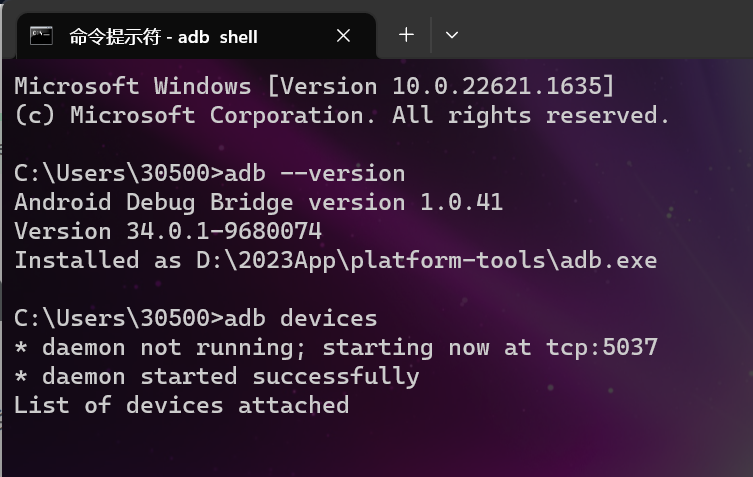 命令提示符 - adb shell
Microsoft Windows [Version 10.0.22621.1635]
(c) Microsoft Corporation. All rights reserved.
C:\Users\30500>adb --version
Android Debug Bridge version 1.0.41
Version 34.0.1-9680074
Installed as D:\2023App\platform-tools\adb.exe
C:\Users\30500>adb devices
* daemon not running; starting now at tcp:5037
* daemon started successfully
List of devices attached